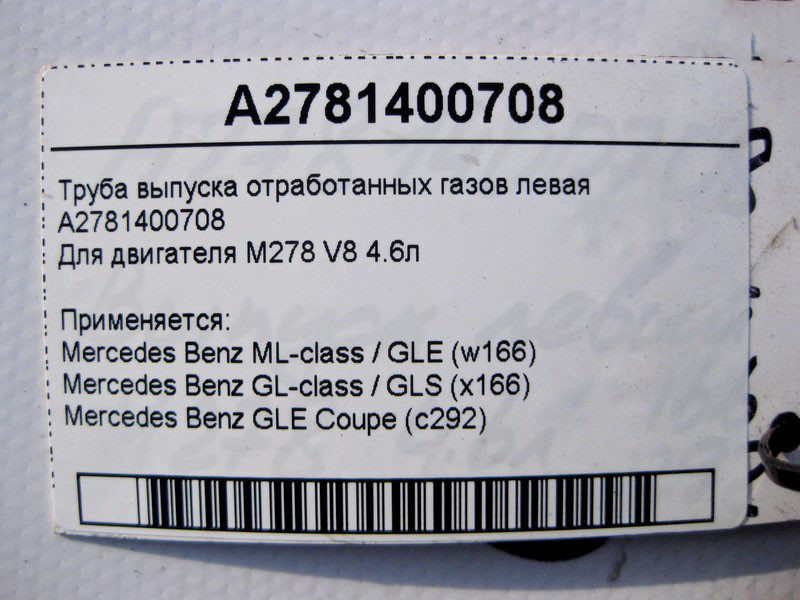 A2781400708
Труба выпуска отработанных газов левая
A2781400708
Для двигателя M278 V8 4.6л
Применяется:
Mercedes Benz ML-class / GLE (w166)
Mercedes Benz GL-class / GLS (x166)
Mercedes Benz GLE Coupe (c292)